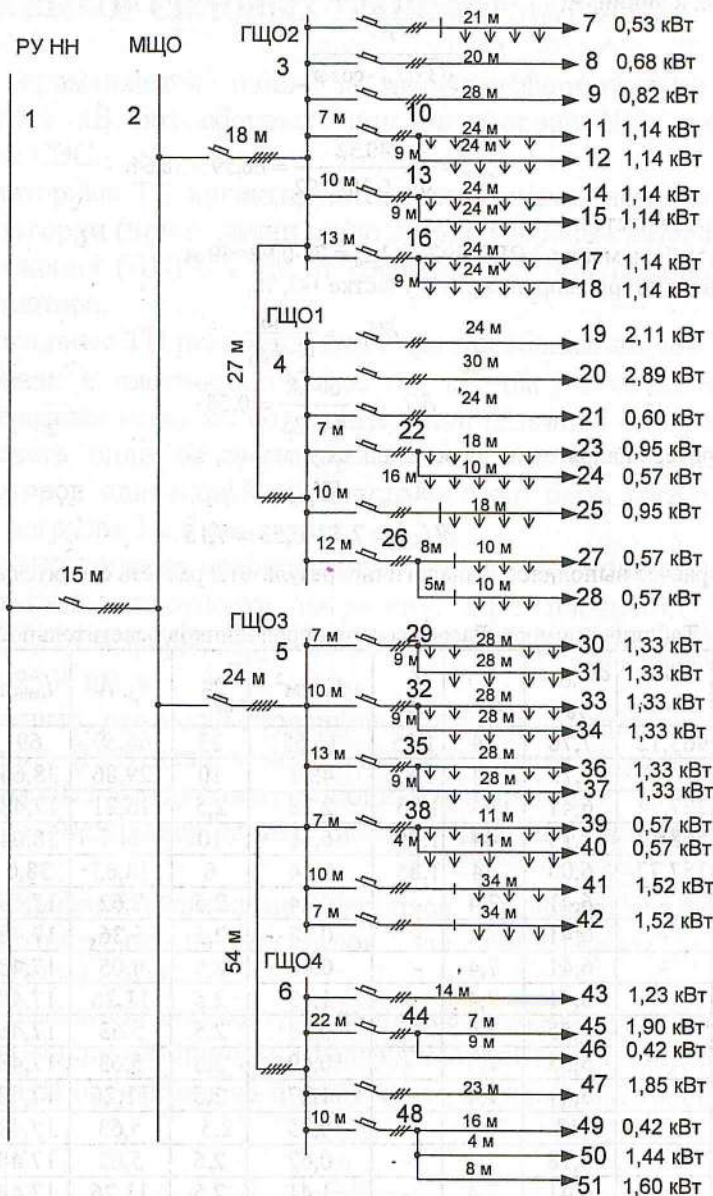 РУ НН МЩО ГЩО2
1 2 3
21 м 7 0,53 кВт
20 м 8 0,68 кВт
28 м 9 0,82 кВт
18 м
7 м 10 24 м 11 1,14 кВт
9 м 24 м 12 1,14 кВт
10 м 13 24 м 14 1,14 кВт
9 м 24 м 15 1,14 кВт
13 м 16 24 м 17 1,14 кВт
9 м 24 м 18 1,14 кВт
27 м
ГЩО1
4
24 м 19 2,11 кВт
30 м 20 2,89 кВт
24 м 21 0,60 кВт
7 м 22 18 м 23 0,95 кВт
16 м 10 м 24 0,57 кВт
10 м 18 м 25 0,95 кВт
12 м 26 8м 10 м 27 0,57 кВт
5м 10 м 28 0,57 кВт
15 м
ГЩО3
5
7 м 29 28 м 30 1,33 кВт
9 м 28 м 31 1,33 кВт
24 м
10 м 32 28 м 33 1,33 кВт
9 м 28 м 34 1,33 кВт
13 м 35 28 м 36 1,33 кВт
9 м 28 м 37 1,33 кВт
7 м 38 11 м 39 0,57 кВт
4 м 11 м 40 0,57 кВт
10 м 34 м 41 1,52 кВт
7 м 34 м 42 1,52 кВт
54 м
ГЩО4
6
14 м 43 1,23 кВт
22 м 44 7 м 45 1,90 кВт
9 м 46 0,42 кВт
23 м 47 1,85 кВт
10 м 48 16 м 49 0,42 кВт
4 м 50 1,44 кВт
8 м 51 1,60 кВт